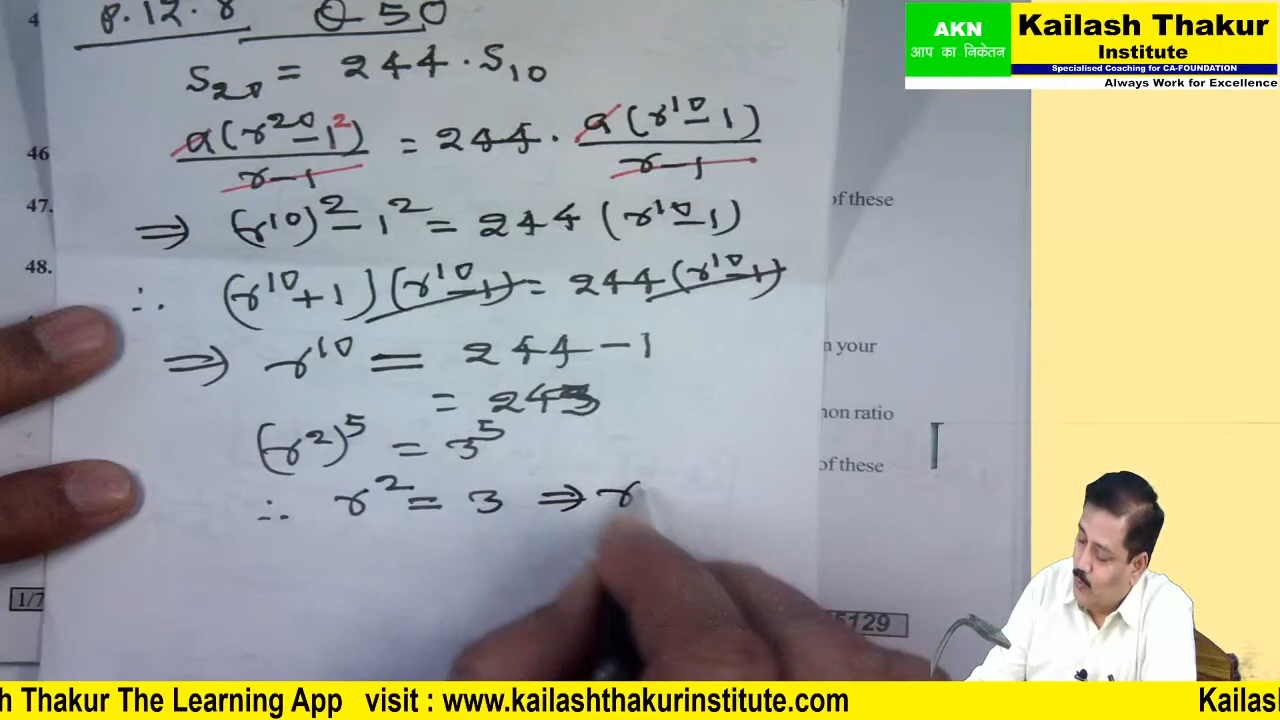 P.12.8 Q 50
S20 = 244 · S10
a(r20 – 1²) / r–1 = 244 · a(r10 – 1) / r–1
46
⇒ (r10)² – 1² = 244 (r10 – 1)
47.
of these
48.
∴ (r10 + 1) (r10 – 1) = 244 (r10 – 1)
⇒ r10 = 244 – 1
n your
= 243
non ratio
(r2)5 = 35
of these
∴ r2 = 3 ⇒ r
1/7
5129
AKN
आप का निकेतन
Kailash Thakur
Institute
Specialised Coaching for CA-FOUNDATION
Always Work for Excellence
h Thakur The Learning App visit : www.kailashthakurinstitute.com Kailas